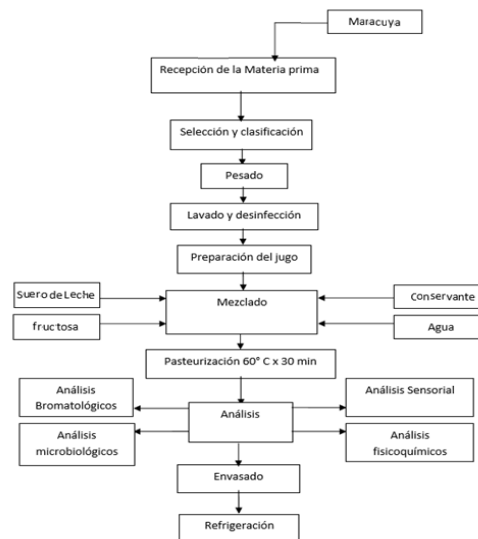 Maracuya
Recepción de la Materia prima
Selección y clasificación
Pesado
Lavado y desinfección
Preparación del jugo
Suero de Leche
Mezclado
Conservante
fructosa
Agua
Pasteurización 60° C x 30 min
Análisis
Bromatológicos
Análisis
Análisis Sensorial
Análisis
microbiológicos
Análisis
fisicoquímicos
Envasado
Refrigeración